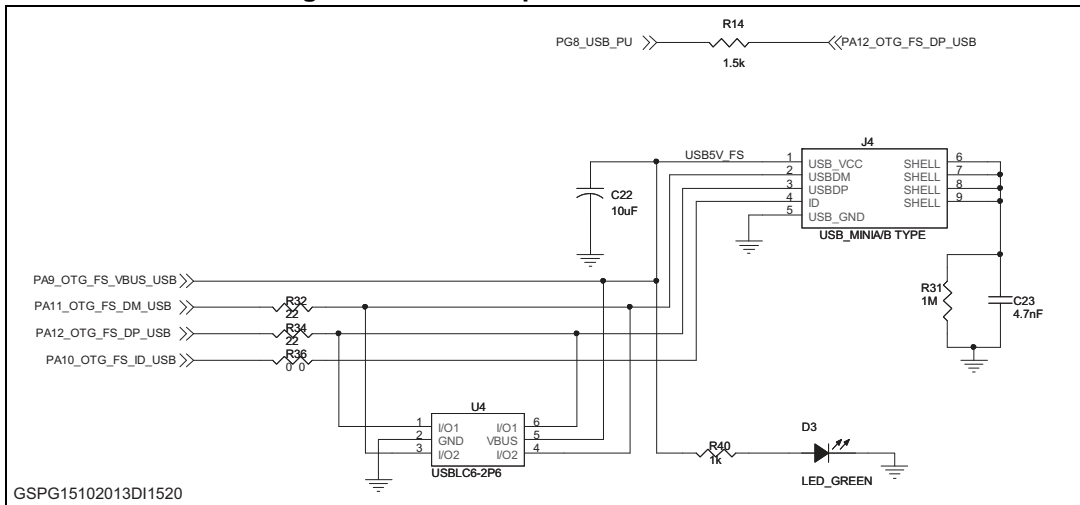 R14
PG8_USB_PU
PA12_OTG_FS_DP_USB
1.5k
J4
USB5V_FS
1 USB_VCC SHELL 6
2 USBDM SHELL 7
3 USBDP SHELL 8
4 ID SHELL 9
5 USB_GND
USB_MINIA/B TYPE
C22
10uF
PA9_OTG_FS_VBUS_USB
PA11_OTG_FS_DM_USB
R32
22
PA12_OTG_FS_DP_USB
R34
22
PA10_OTG_FS_ID_USB
R36
0 0
R31
1M
C23
4.7nF
U4
1 I/O1 I/O1 6
2 GND VBUS 5
3 I/O2 I/O2 4
USBLC6-2P6
R40
1k
D3
LED_GREEN
GSPG15102013DI1520